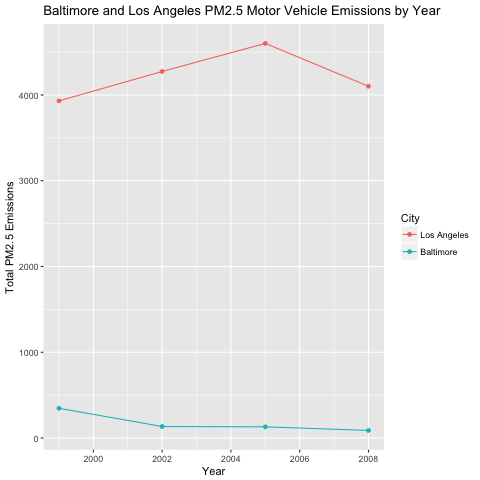 Baltimore and Los Angeles PM2.5 Motor Vehicle Emissions by Year
Total PM2.5 Emissions
4000
3000
2000
1000
0
2000 2002 2004 2006 2008
Year
City
Los Angeles
Baltimore